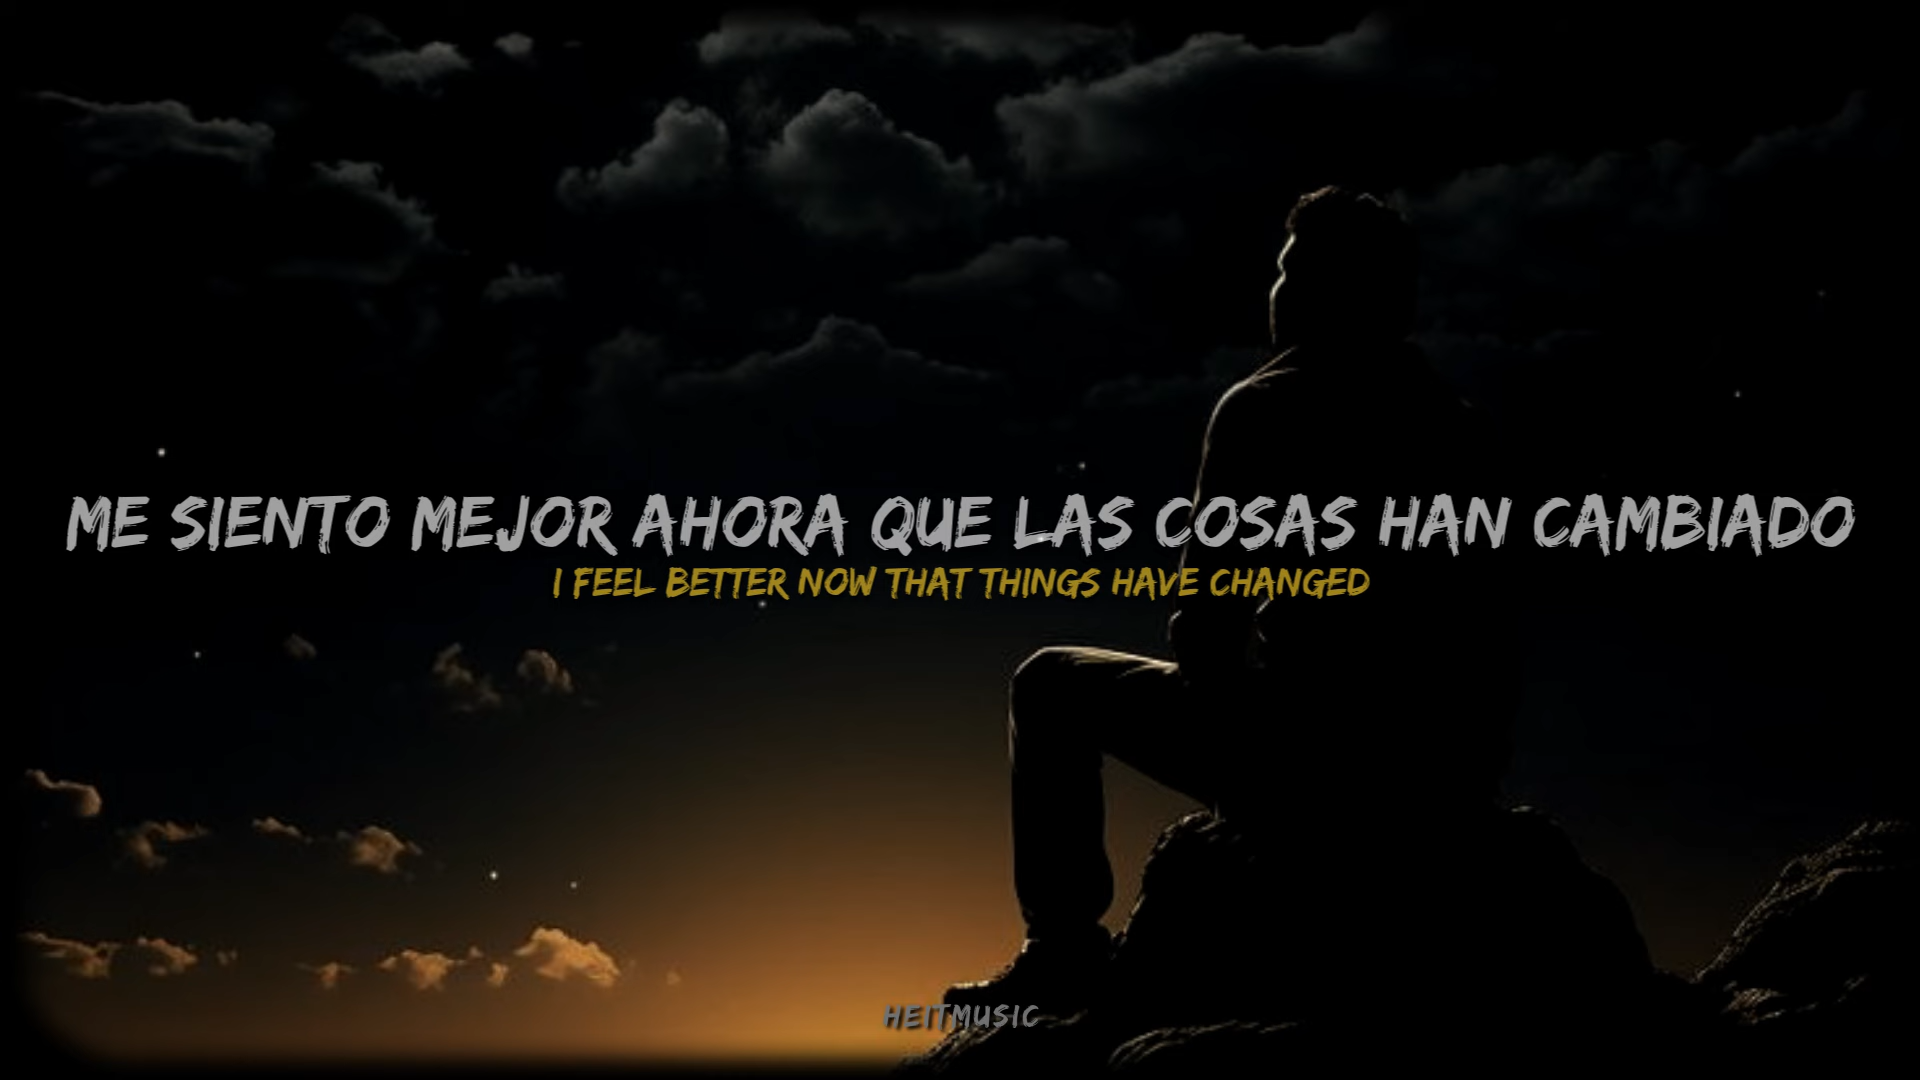 ME SIENTO MEJOR AHORA QUE LAS COSAS HAN CAMBIADO
I FEEL BETTER NOW THAT THINGS HAVE CHANGED
HEITMUSIC